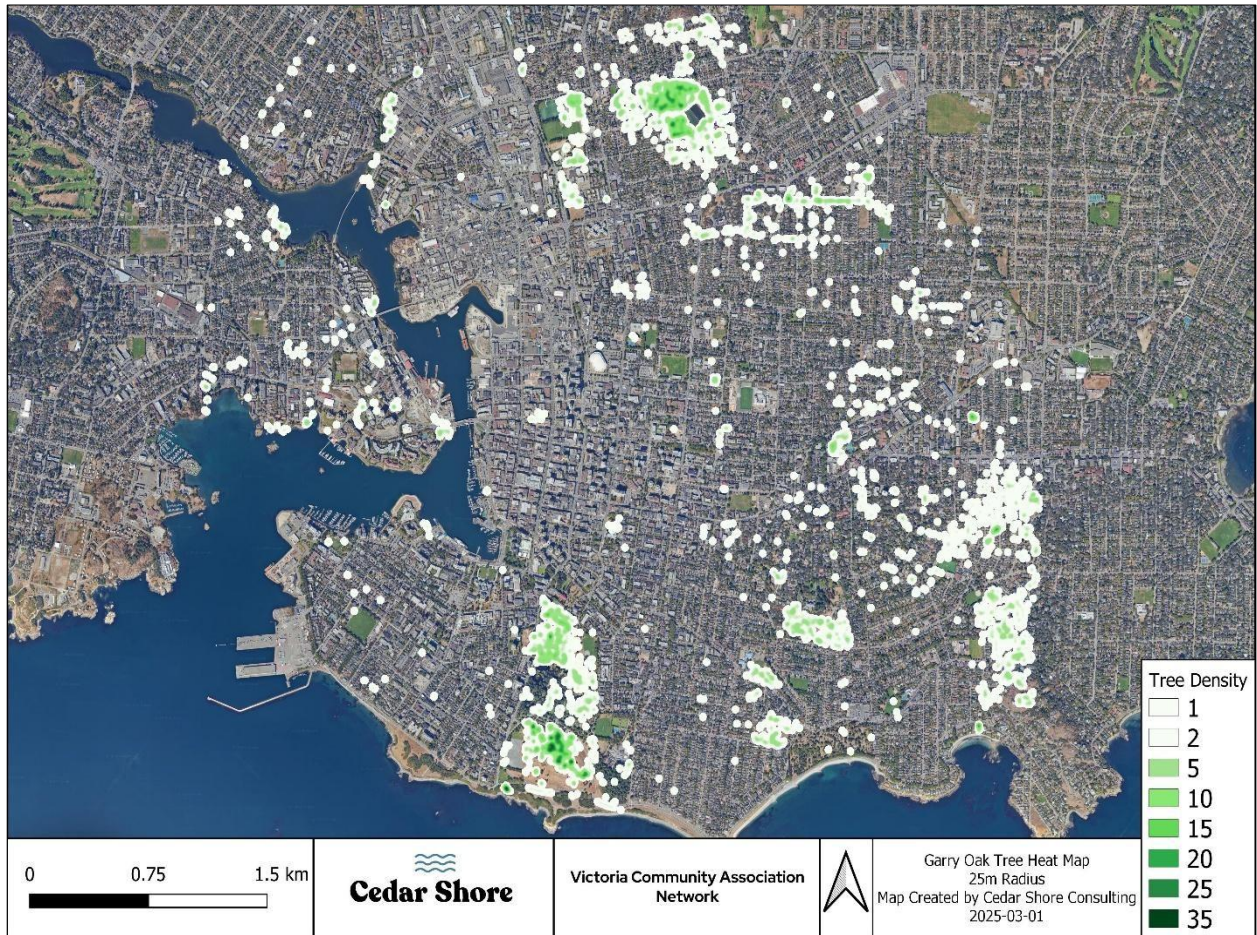 Tree Density
1
2
5
10
15
20
25
35
0 0.75 1.5 km
Cedar Shore
Victoria Community Association
Network
Garry Oak Tree Heat Map
25m Radius
Map Created by Cedar Shore Consulting
2025-03-01